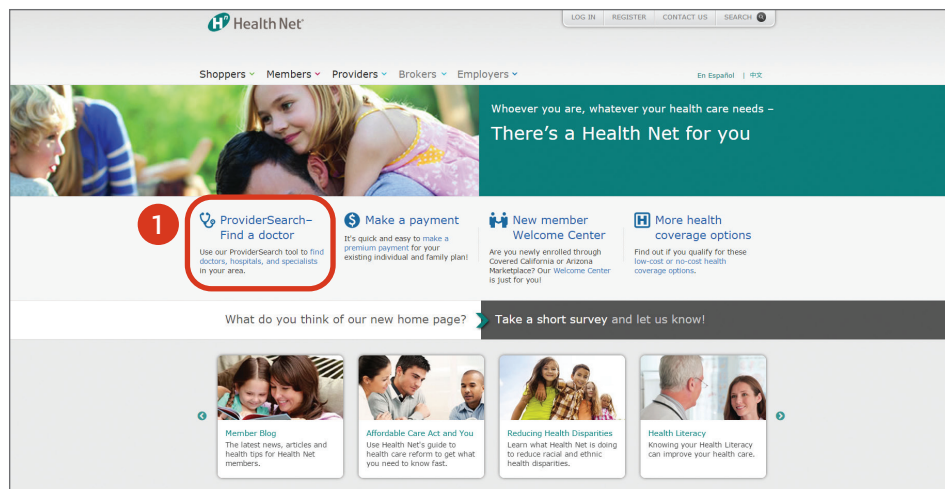 Health Net
LOG IN REGISTER CONTACT US SEARCH
Shoppers Members Providers Brokers Employers
En Español | 中文
Whoever you are, whatever your health care needs –
There's a Health Net for you
1
ProviderSearch–
Find a doctor
Use our ProviderSearch tool to find
doctors, hospitals, and specialists
in your area.
Make a payment
It's quick and easy to make a
premium payment for your
existing individual and family plan!
New member
Welcome Center
Are you newly enrolled through
Covered California or Arizona
Marketplace? Our Welcome Center
is just for you!
More health
coverage options
Find out if you qualify for these
low-cost or no-cost health
coverage options.
What do you think of our new home page?
Take a short survey and let us know!
Member Blog
The latest news, articles and
health tips for Health Net
members.
Affordable Care Act and You
Use Health Net's guide to
health care reform to get what
you need to know fast.
Reducing Health Disparities
Learn what Health Net is doing
to reduce racial and ethnic
health disparities.
Health Literacy
Knowing your Health Literacy
can improve your health care.